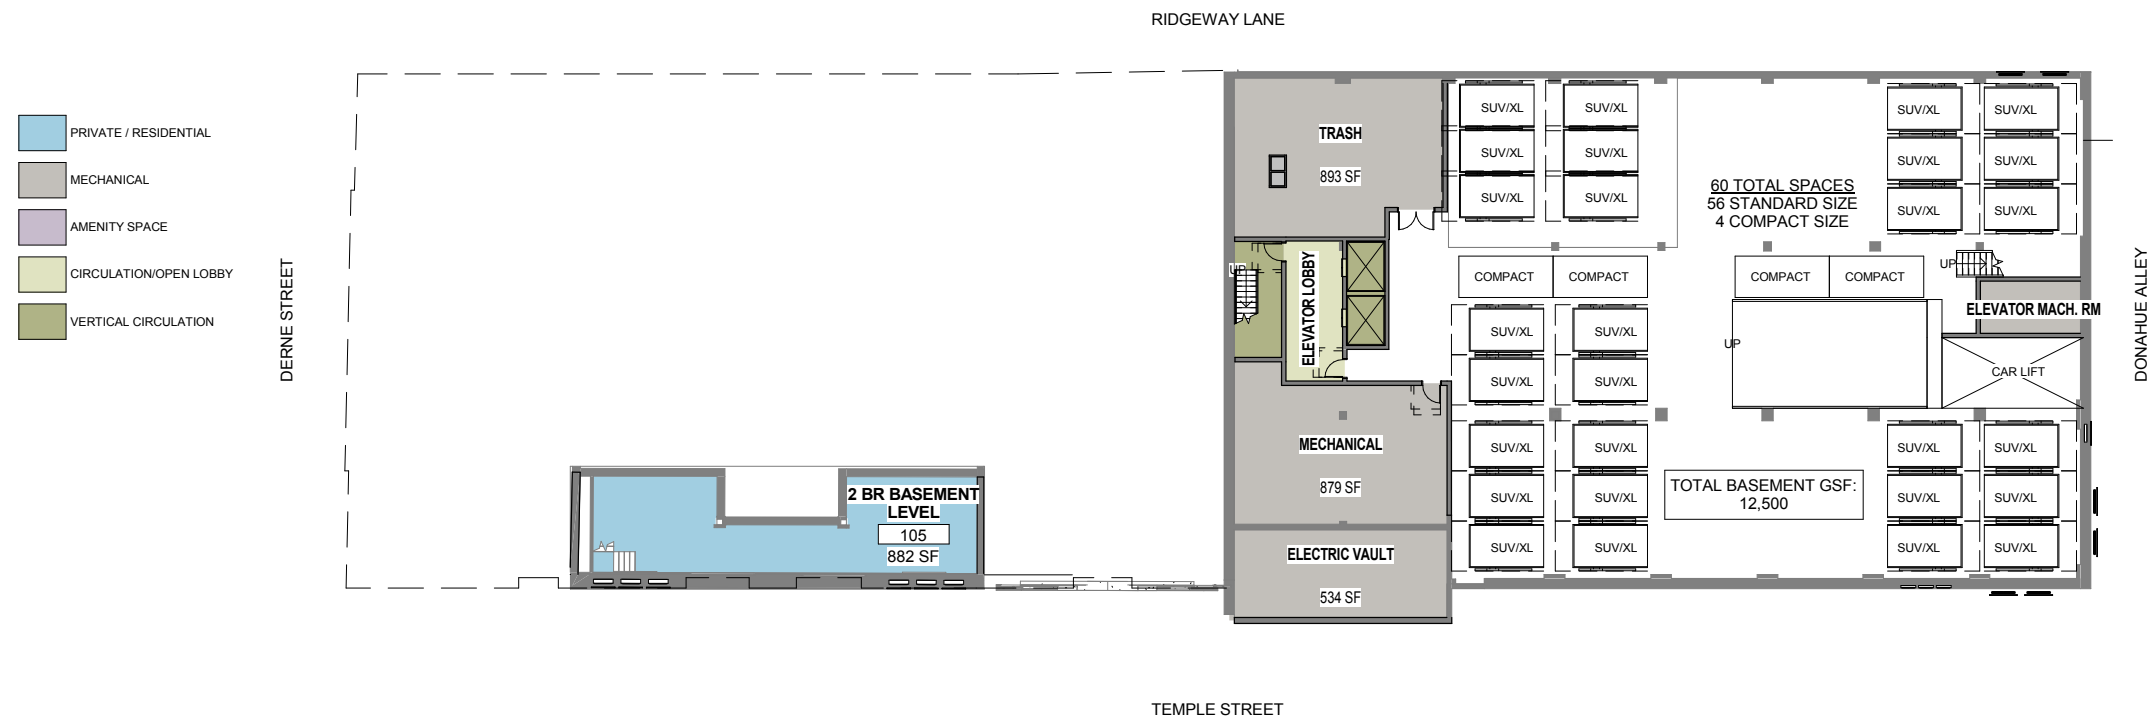 RIDGEWAY LANE
PRIVATE / RESIDENTIAL
MECHANICAL
AMENITY SPACE
CIRCULATION/OPEN LOBBY
VERTICAL CIRCULATION
DERNE STREET
TRASH
893 SF
SUV/XL
SUV/XL
SUV/XL
SUV/XL
SUV/XL
SUV/XL
60 TOTAL SPACES
56 STANDARD SIZE
4 COMPACT SIZE
SUV/XL
SUV/XL
SUV/XL
SUV/XL
SUV/XL
SUV/XL
UP
ELEVATOR LOBBY
COMPACT
COMPACT
COMPACT
COMPACT
UP
ELEVATOR MACH. RM
DONAHUE ALLEY
SUV/XL
SUV/XL
SUV/XL
SUV/XL
UP
CAR LIFT
MECHANICAL
879 SF
SUV/XL
SUV/XL
SUV/XL
SUV/XL
SUV/XL
SUV/XL
TOTAL BASEMENT GSF:
12,500
SUV/XL
SUV/XL
SUV/XL
SUV/XL
SUV/XL
SUV/XL
2 BR BASEMENT
LEVEL
105
882 SF
ELECTRIC VAULT
534 SF
TEMPLE STREET